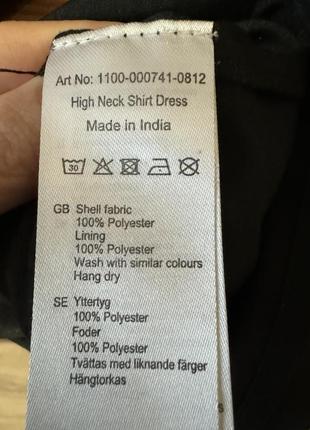 Art No: 1100-000741-0812
High Neck Shirt Dress
Made in India
30
GB Shell fabric
100% Polyester
Lining
100% Polyester
Wash with similar colours
Hang dry
SE Yttertyg
100% Polyester
Foder
100% Polyester
Tvättas med liknande färger
Hängtorkas